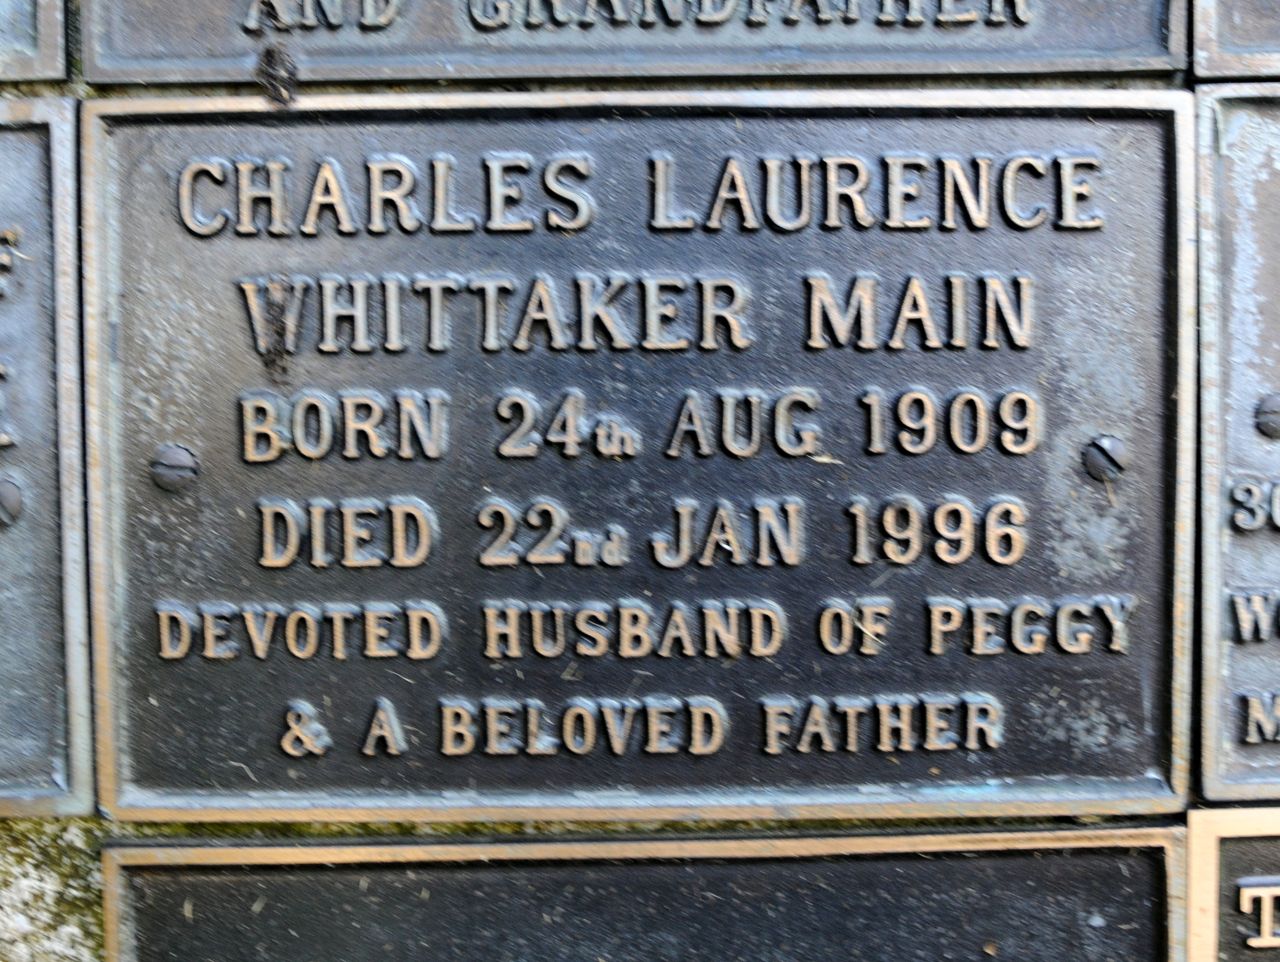 AND GRANDFATHER
CHARLES LAURENCE
WHITTAKER MAIN
BORN 24th AUG 1909
DIED 22nd JAN 1996
DEVOTED HUSBAND OF PEGGY
& A BELOVED FATHER